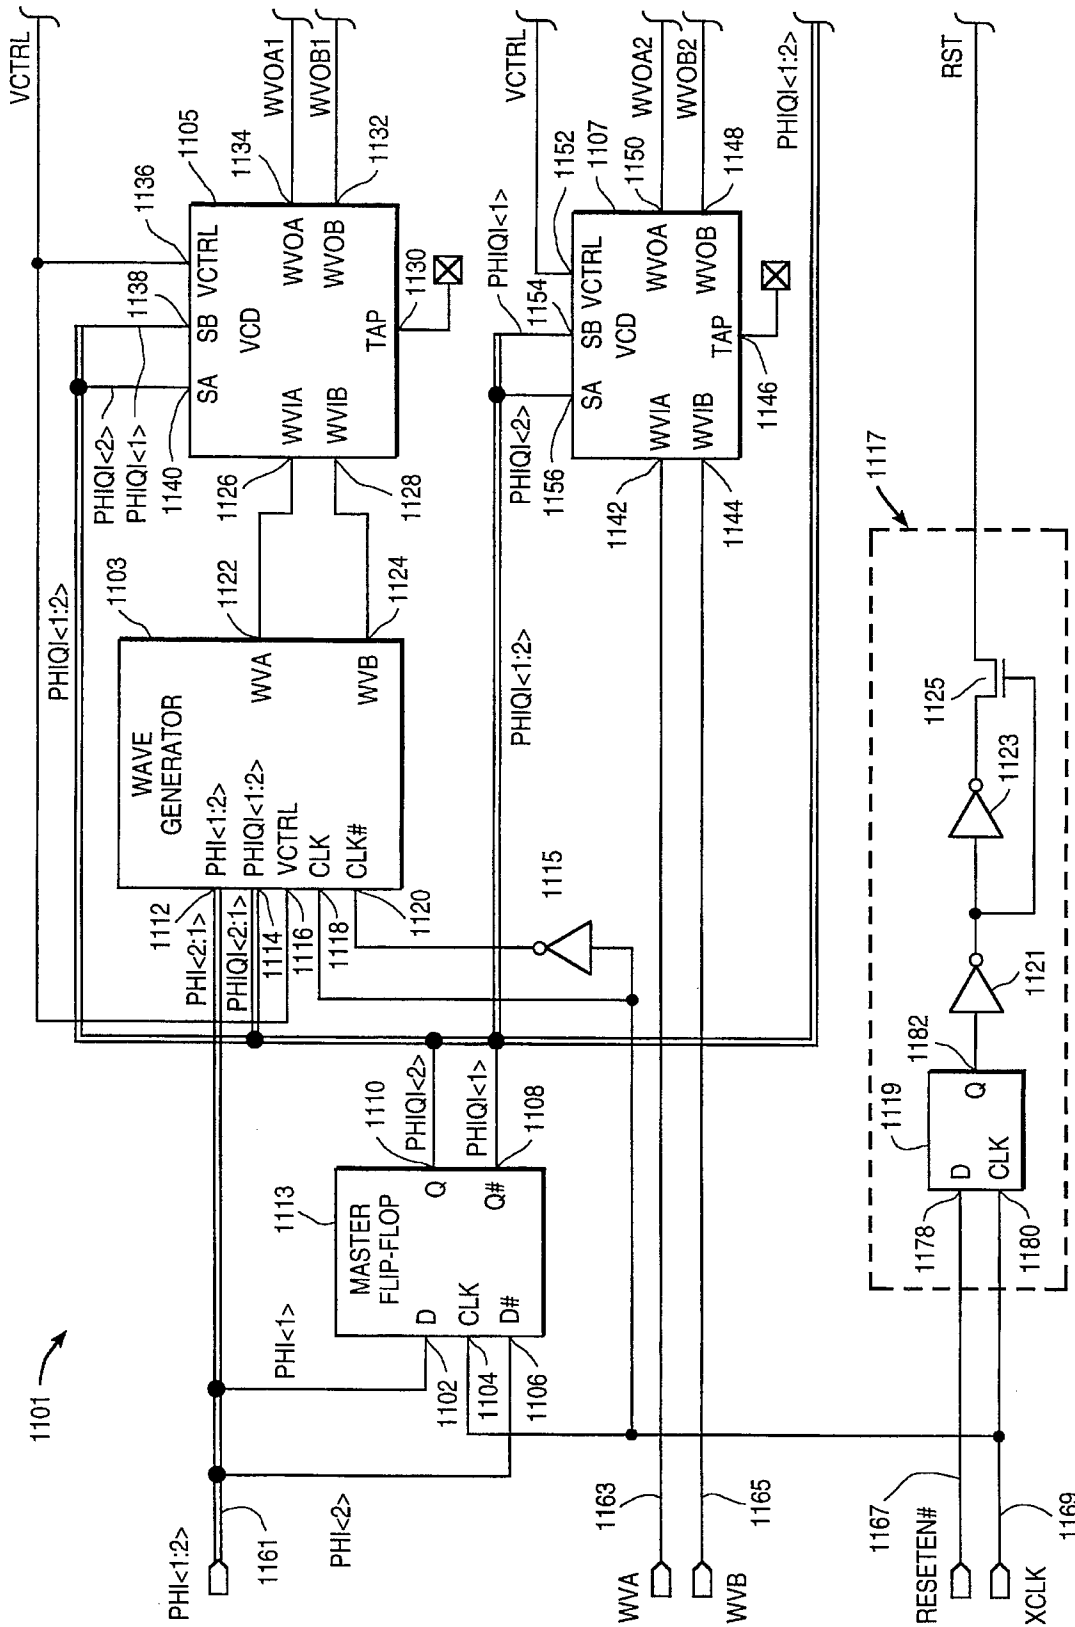 1101
PHI<1:2>
1161
PHI<2>
PHI<1>
1102
1104
1106
1113
MASTER
FLIP-FLOP
D
CLK
D#
Q
Q#
1110
1108
PHIQI<2>
PHIQI<1>
PHI<2:1>
1112
PHIQI<2:1>
1114
1116
1118
1120
1115
PHIQI<1:2>
1103
WAVE
GENERATOR
PHI<1:2>
PHIQI<1:2>
VCTRL
CLK
CLK#
WVA
WVB
1122
1124
1126
1128
VCTRL
PHIQI<2>
PHIQI<1>
1140
1138
1136
1105
SA
SB
VCTRL
VCD
WVIA
WVIB
WVOA
WVOB
TAP
1130
1134
1132
WVOA1
WVOB1
PHIQI<1:2>
PHIQI<2>
PHIQI<1>
1156
1154
1152
VCTRL
1107
SA
SB
VCTRL
VCD
WVIA
WVIB
WVOA
WVOB
TAP
1142
1144
1146
1150
1148
WVOA2
WVOB2
PHIQI<1:2>
WVA
1163
WVB
1165
RESETEN#
1167
XCLK
1169
1178
1180
1119
D
CLK
Q
1182
1121
1123
1125
1117
RST